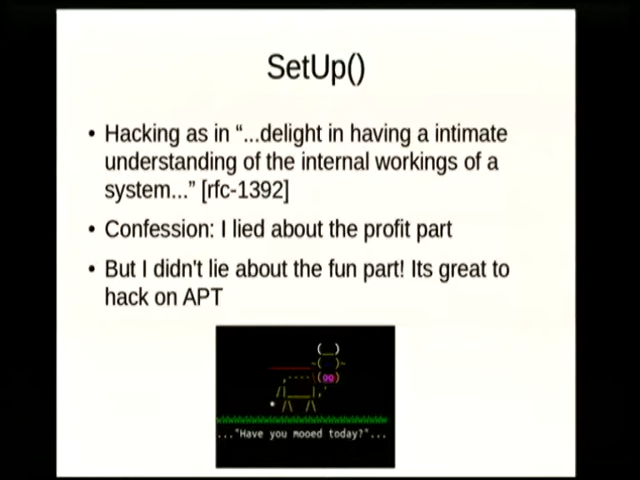 SetUp()
• Hacking as in “...delight in having a intimate
understanding of the internal workings of a
system...” [rfc-1392]
• Confession: I lied about the profit part
• But I didn't lie about the fun part! Its great to
hack on APT
..."Have you mooed today?"...